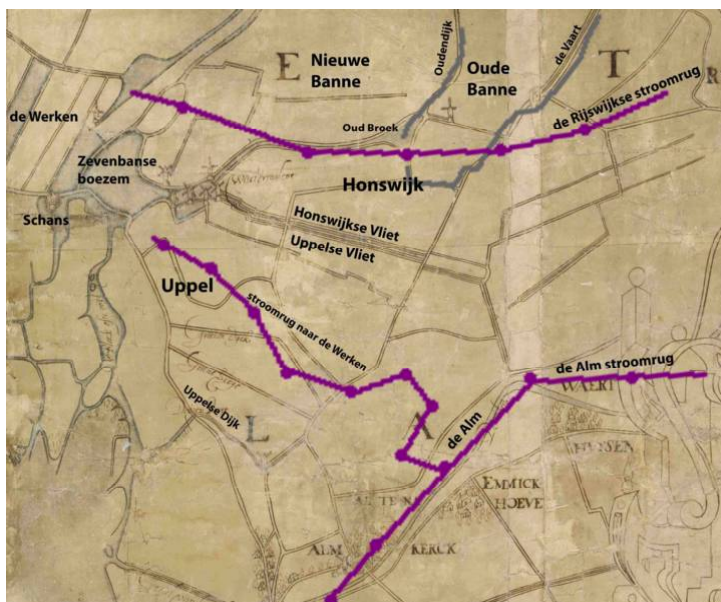 E
Nieuwe
Banne
Oudendijk
Oude
Banne
de Vaart
T
R
de Rijswijkse stroomrug
de Werken
Oud Broek
Zevenbanse
boezem
Honswijk
Schans
Honswijkse Vliet
Uppelse Vliet
Uppel
stroomrug naar de Werken
de Alm stroomrug
WAERT
Uppelse Dijk
L
A
de Alm
EMMICK
HOEVE
ALM
KERCK